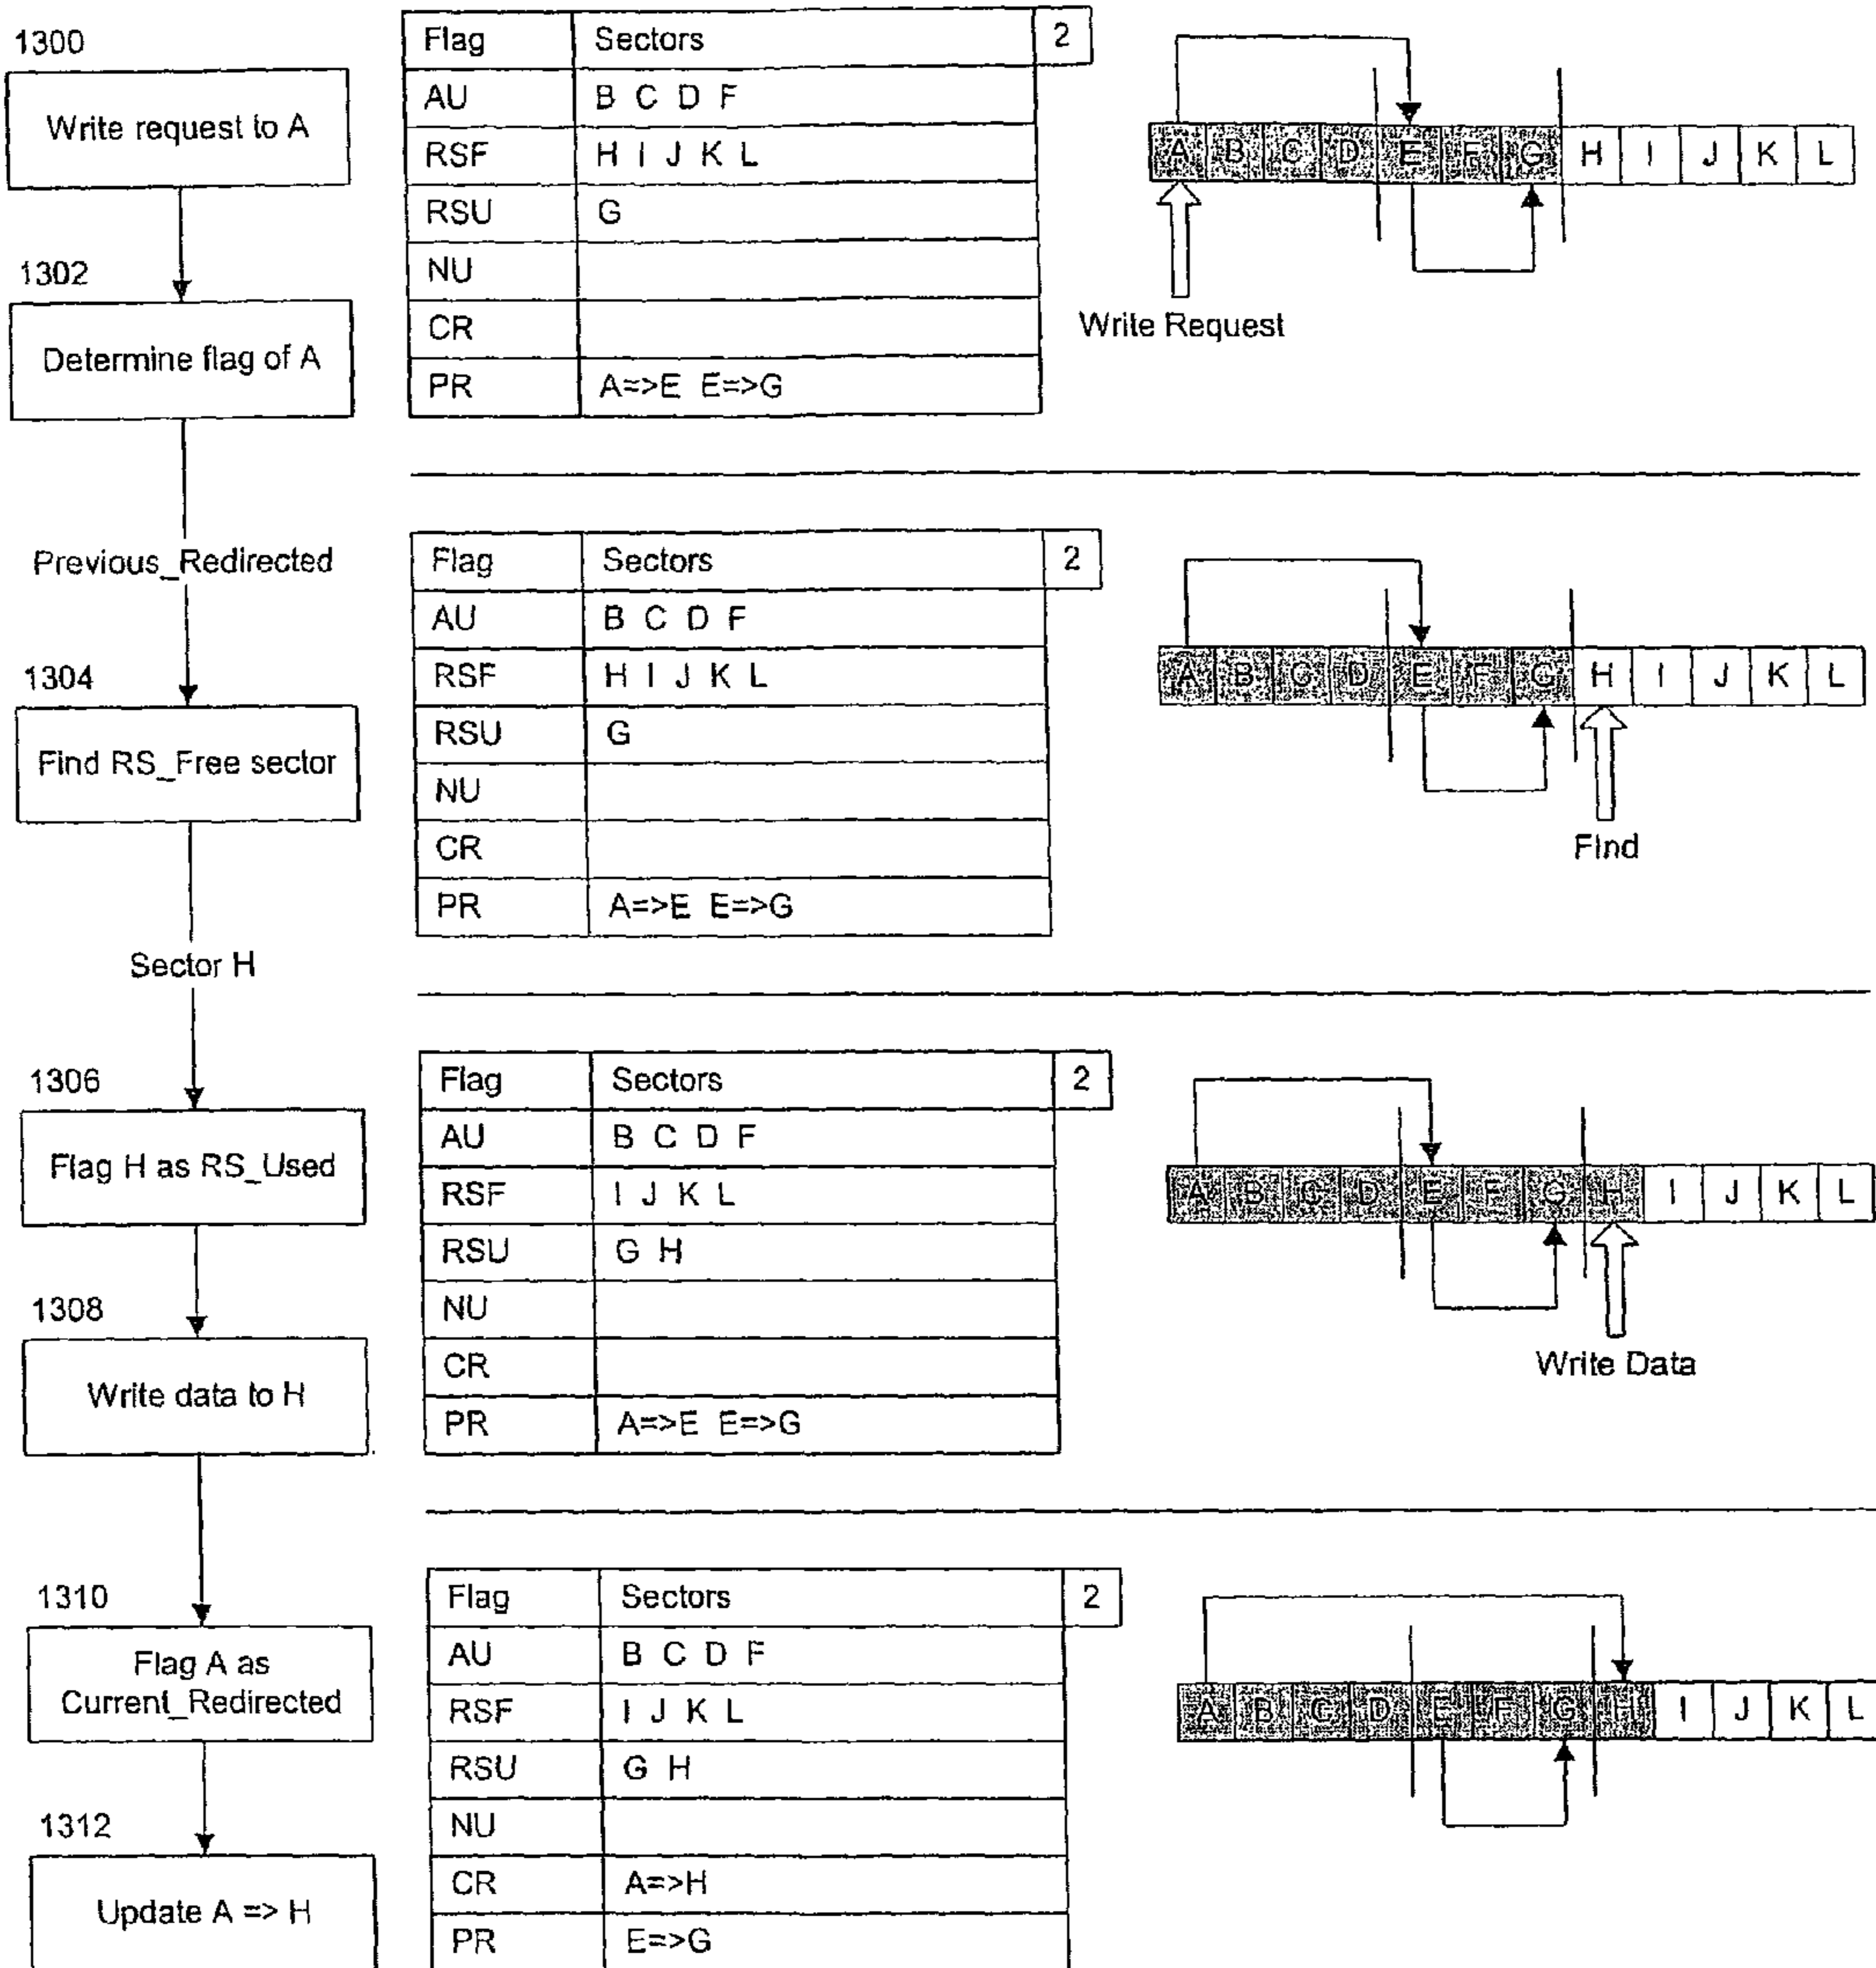 1300
Write request to A
1302
Determine flag of A
Previous_Redirected
1304
Find RS_Free sector
Sector H
1306
Flag H as RS_Used
1308
Write data to H
1310
Flag A as
Current_Redirected
1312
Update A => H
Flag Sectors 2
AU B C D F
RSF H I J K L
RSU G
NU
CR
PR A=>E E=>G
A B C D E F G H I J K L
Write Request
Flag Sectors 2
AU B C D F
RSF H I J K L
RSU G
NU
CR
PR A=>E E=>G
A B C D E F G H I J K L
Find
Flag Sectors 2
AU B C D F
RSF I J K L
RSU G H
NU
CR
PR A=>E E=>G
A B C D E F G H I J K L
Write Data
Flag Sectors 2
AU B C D F
RSF I J K L
RSU G H
NU
CR A=>H
PR E=>G
A B C D E F G H I J K L